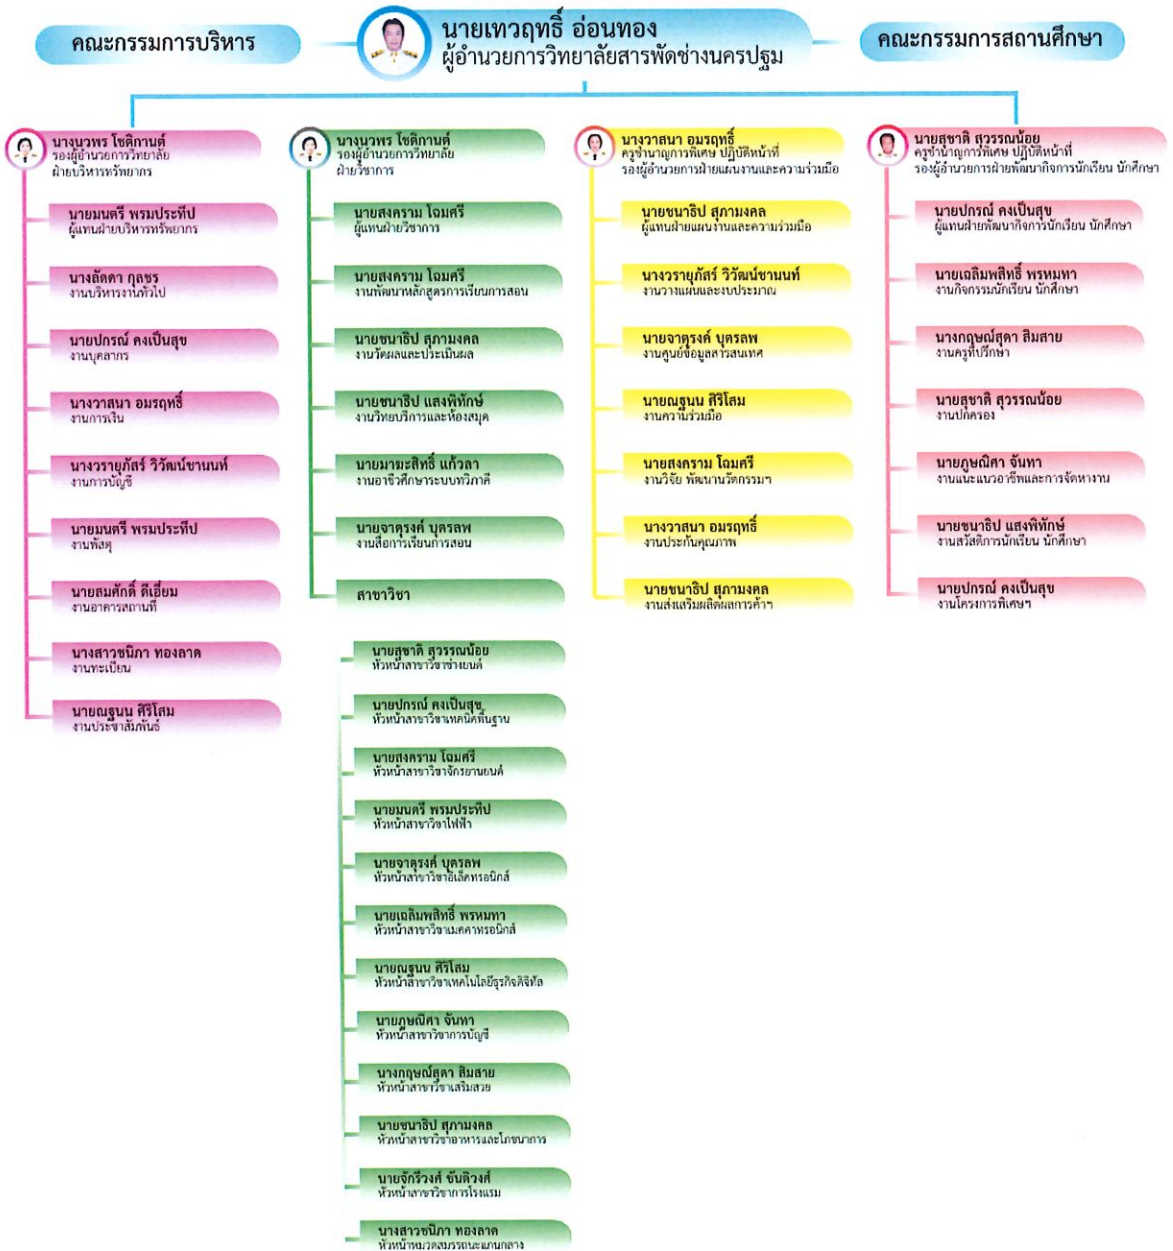 คณะกรรมการบริหาร
นายเทวฤทธิ์ อ่อนทอง
ผู้อำนวยการวิทยาลัยสารพัดช่างนครปฐม
คณะกรรมการสถานศึกษา
นางนวพร โชติกานต์
รองผู้อำนวยการวิทยาลัย
ฝ่ายบริหารทรัพยากร
นายมนตรี พรมประทีป
ผู้แทนฝ่ายบริหารทรัพยากร
นางลัดดา กุลชร
งานบริหารงานทั่วไป
นายปกรณ์ คงเป็นสุข
งานบุคลากร
นางวาสนา อมรฤทธิ์
งานการเงิน
นางวรายุภัสร์ วิวัฒน์ชานนท์
งานการบัญชี
นายมนตรี พรมประทีป
งานพัสดุ
นายสมศักดิ์ ดีเอี่ยม
งานอาคารสถานที่
นางสาวชนิภา ทองลาด
งานทะเบียน
นายณฐนน ศิริโสม
งานประชาสัมพันธ์
นางนวพร โชติกานต์
รองผู้อำนวยการวิทยาลัย
ฝ่ายวิชาการ
นายสงคราม โฉมศรี
ผู้แทนฝ่ายวิชาการ
นายสงคราม โฉมศรี
งานพัฒนาหลักสูตรการเรียนการสอน
นายชนาธิป สุภามงคล
งานวัดผลและประเมินผล
นายชนาธิป แสงพิทักษ์
งานวิทยบริการและห้องสมุด
นายมาฆะสิทธิ์ แก้วลา
งานอาชีวศึกษาระบบทวิภาคี
นายจาตุรงค์ บุตรลพ
งานสื่อการเรียนการสอน
สาขาวิชา
นายสุชาติ สุวรรณน้อย
หัวหน้าสาขาวิชาช่างยนต์
นายปกรณ์ คงเป็นสุข
หัวหน้าสาขาวิชาเทคนิคพื้นฐาน
นายสงคราม โฉมศรี
หัวหน้าสาขาวิชาจักรยานยนต์
นายมนตรี พรมประทีป
หัวหน้าสาขาวิชาไฟฟ้า
นายจาตุรงค์ บุตรลพ
หัวหน้าสาขาวิชาอิเล็คทรอนิกส์
นายเฉลิมพสิทธิ์ พรหมทา
หัวหน้าสาขาวิชาเมคคาทรอนิกส์
นายณฐนน ศิริโสม
หัวหน้าสาขาวิชาเทคโนโลยีธุรกิจดิจิทัล
นายภูษณิศา จันทา
หัวหน้าสาขาวิชาการบัญชี
นางกฤษณ์สุดา สิมสาย
หัวหน้าสาขาวิชาเสริมสวย
นายชนาธิป สุภามงคล
หัวหน้าสาขาวิชาอาหารและโภชนาการ
นายจักรีวงศ์ ขันติวงศ์
หัวหน้าสาขาวิชาการโรงแรม
นางสาวชนิภา ทองลาด
หัวหน้าหมวดสมรรถนะแกนกลาง
นางวาสนา อมรฤทธิ์
ครูชำนาญการพิเศษ ปฏิบัติหน้าที่
รองผู้อำนวยการฝ่ายแผนงานและความร่วมมือ
นายชนาธิป สุภามงคล
ผู้แทนฝ่ายแผนงานและความร่วมมือ
นางวรายุภัสร์ วิวัฒน์ชานนท์
งานวางแผนและงบประมาณ
นายจาตุรงค์ บุตรลพ
งานศูนย์ข้อมูลสารสนเทศ
นายณฐนน ศิริโสม
งานความร่วมมือ
นายสงคราม โฉมศรี
งานวิจัย พัฒนานวัตกรรมฯ
นางวาสนา อมรฤทธิ์
งานประกันคุณภาพ
นายชนาธิป สุภามงคล
งานส่งเสริมผลิตผลการค้าฯ
นายสุชาติ สุวรรณน้อย
ครูชำนาญการพิเศษ ปฏิบัติหน้าที่
รองผู้อำนวยการฝ่ายพัฒนากิจการนักเรียน นักศึกษา
นายปกรณ์ คงเป็นสุข
ผู้แทนฝ่ายพัฒนากิจการนักเรียน นักศึกษา
นายเฉลิมพสิทธิ์ พรหมทา
งานกิจกรรมนักเรียน นักศึกษา
นางกฤษณ์สุดา สิมสาย
งานครูที่ปรึกษา
นายสุชาติ สุวรรณน้อย
งานปกครอง
นายภูษณิศา จันทา
งานแนะแนวอาชีพและการจัดหางาน
นายชนาธิป แสงพิทักษ์
งานสวัสดิการนักเรียน นักศึกษา
นายปกรณ์ คงเป็นสุข
งานโครงการพิเศษฯ